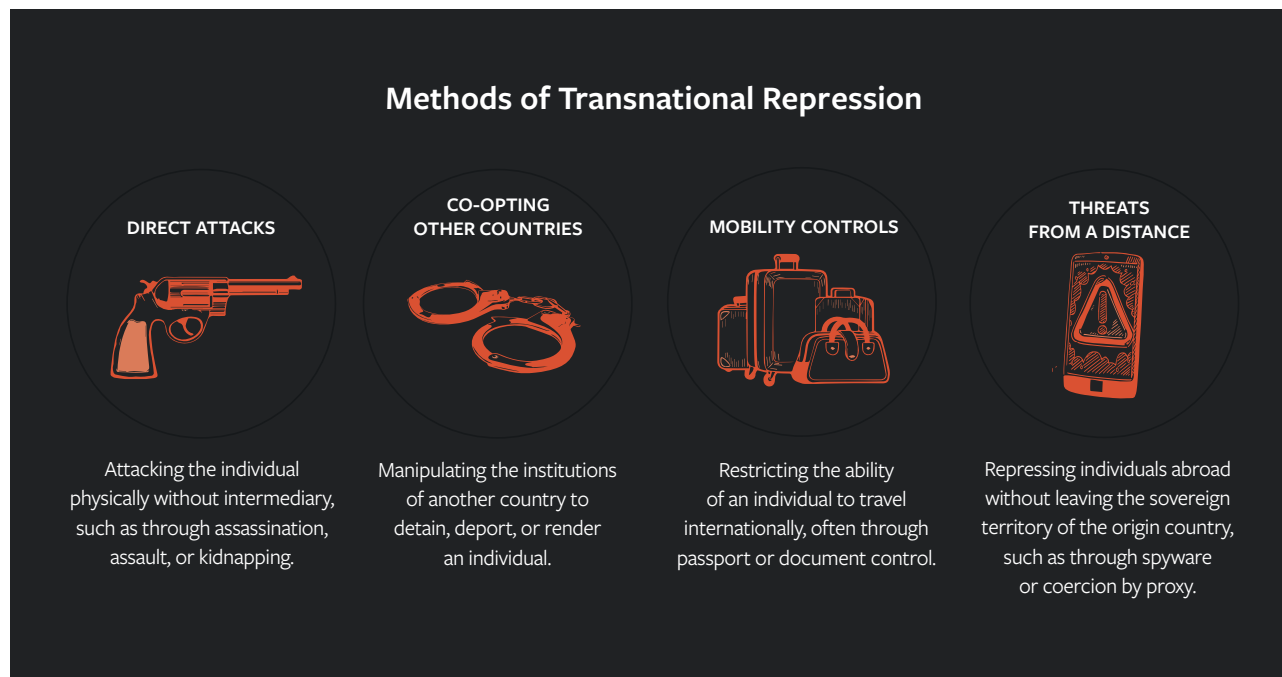 Methods of Transnational Repression
DIRECT ATTACKS
Attacking the individual
physically without intermediary,
such as through assassination,
assault, or kidnapping.
CO-OPTING
OTHER COUNTRIES
Manipulating the institutions
of another country to
detain, deport, or render
an individual.
MOBILITY CONTROLS
Restricting the ability
of an individual to travel
internationally, often through
passport or document control.
THREATS
FROM A DISTANCE
Repressing individuals abroad
without leaving the sovereign
territory of the origin country,
such as through spyware
or coercion by proxy.